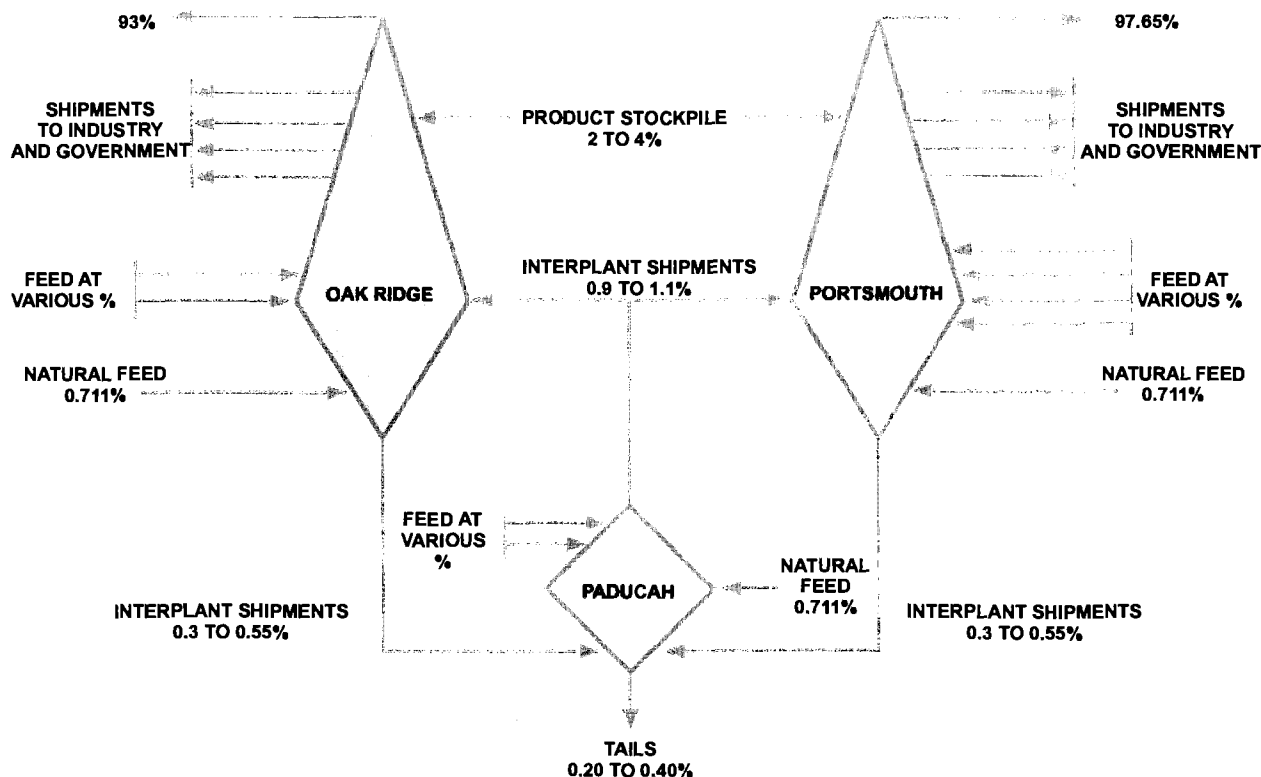 93%
97.65%
SHIPMENTS
TO INDUSTRY
AND GOVERNMENT
PRODUCT STOCKPILE
2 TO 4%
SHIPMENTS
TO INDUSTRY
AND GOVERNMENT
FEED AT
VARIOUS %
OAK RIDGE
INTERPLANT SHIPMENTS
0.9 TO 1.1%
PORTSMOUTH
FEED AT
VARIOUS %
NATURAL FEED
0.711%
NATURAL FEED
0.711%
FEED AT
VARIOUS
%
PADUCAH
NATURAL
FEED
0.711%
INTERPLANT SHIPMENTS
0.3 TO 0.55%
INTERPLANT SHIPMENTS
0.3 TO 0.55%
TAILS
0.20 TO 0.40%